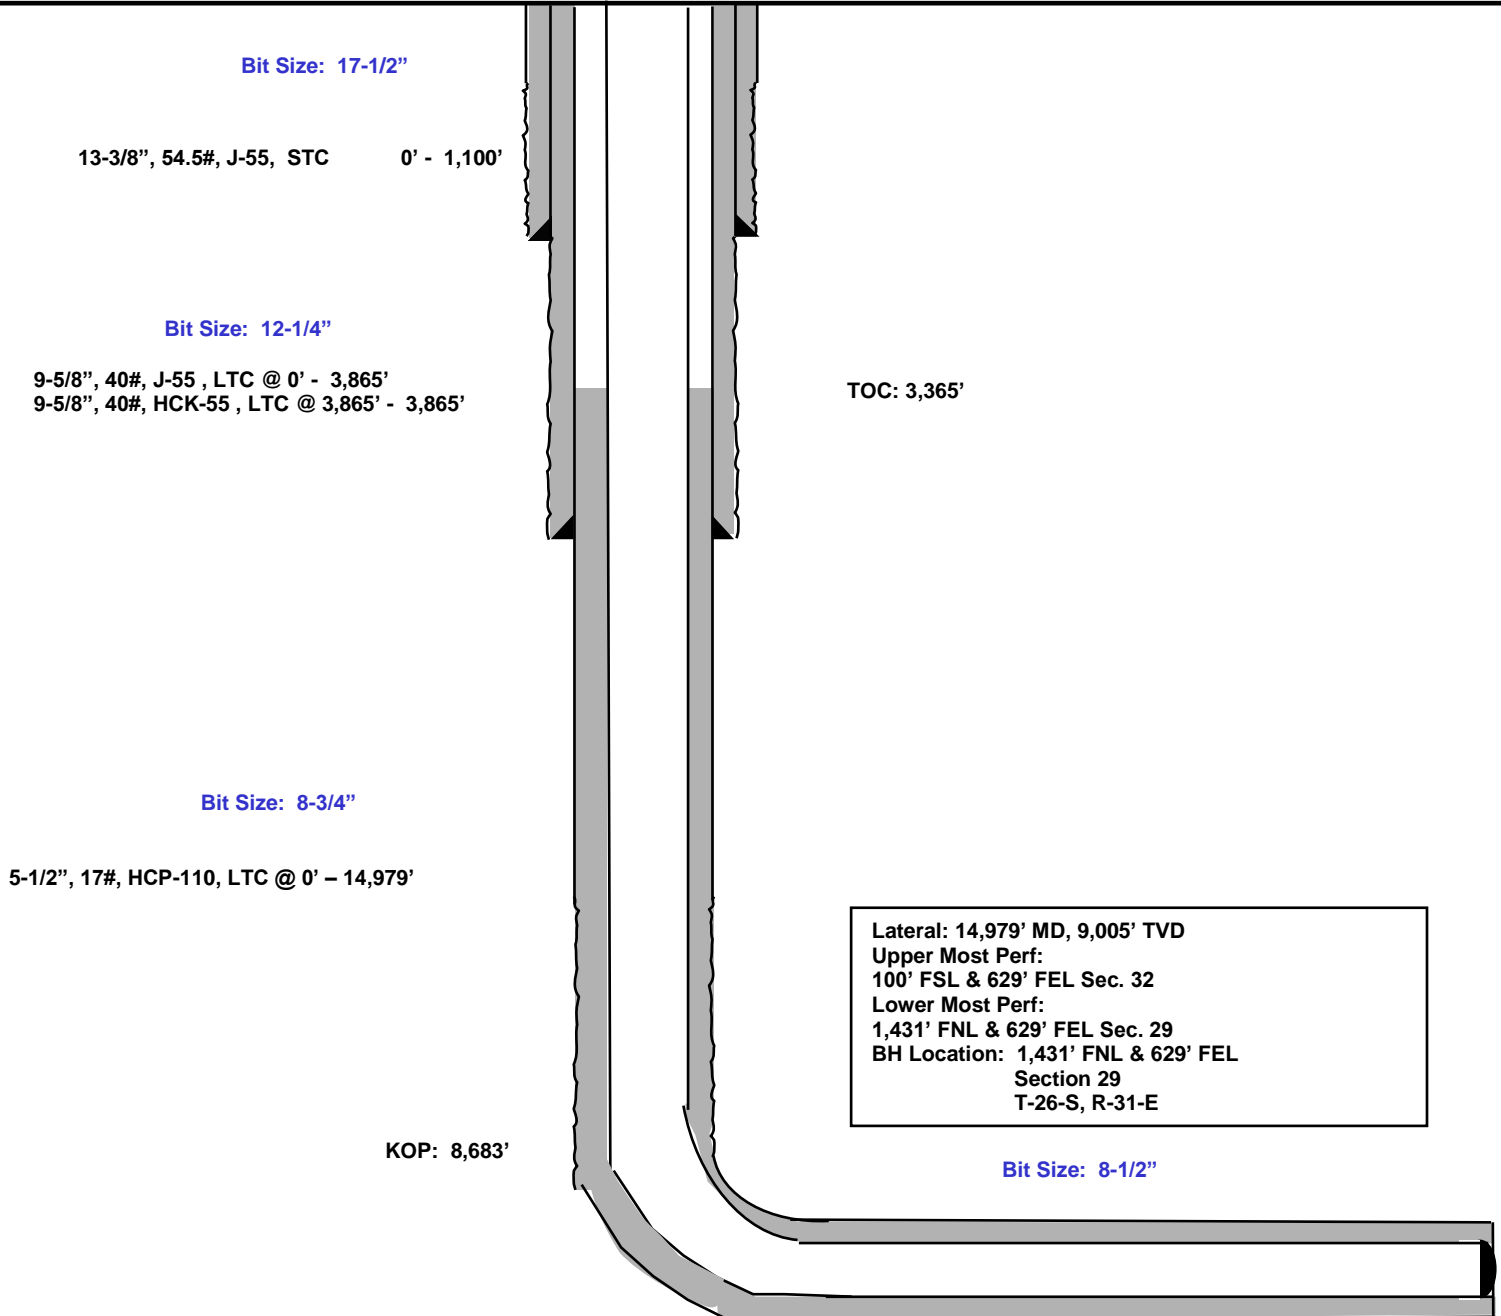 Bit Size: 17-1/2”
13-3/8”, 54.5#, J-55, STC 0’ - 1,100’
Bit Size: 12-1/4”
9-5/8”, 40#, J-55 , LTC @ 0’ - 3,865’
9-5/8”, 40#, HCK-55 , LTC @ 3,865’ - 3,865’
TOC: 3,365’
Bit Size: 8-3/4”
5-1/2”, 17#, HCP-110, LTC @ 0’ – 14,979’
Lateral: 14,979’ MD, 9,005’ TVD
Upper Most Perf:
100’ FSL & 629’ FEL Sec. 32
Lower Most Perf:
1,431’ FNL & 629’ FEL Sec. 29
BH Location: 1,431’ FNL & 629’ FEL
Section 29
T-26-S, R-31-E
KOP: 8,683’
Bit Size: 8-1/2”